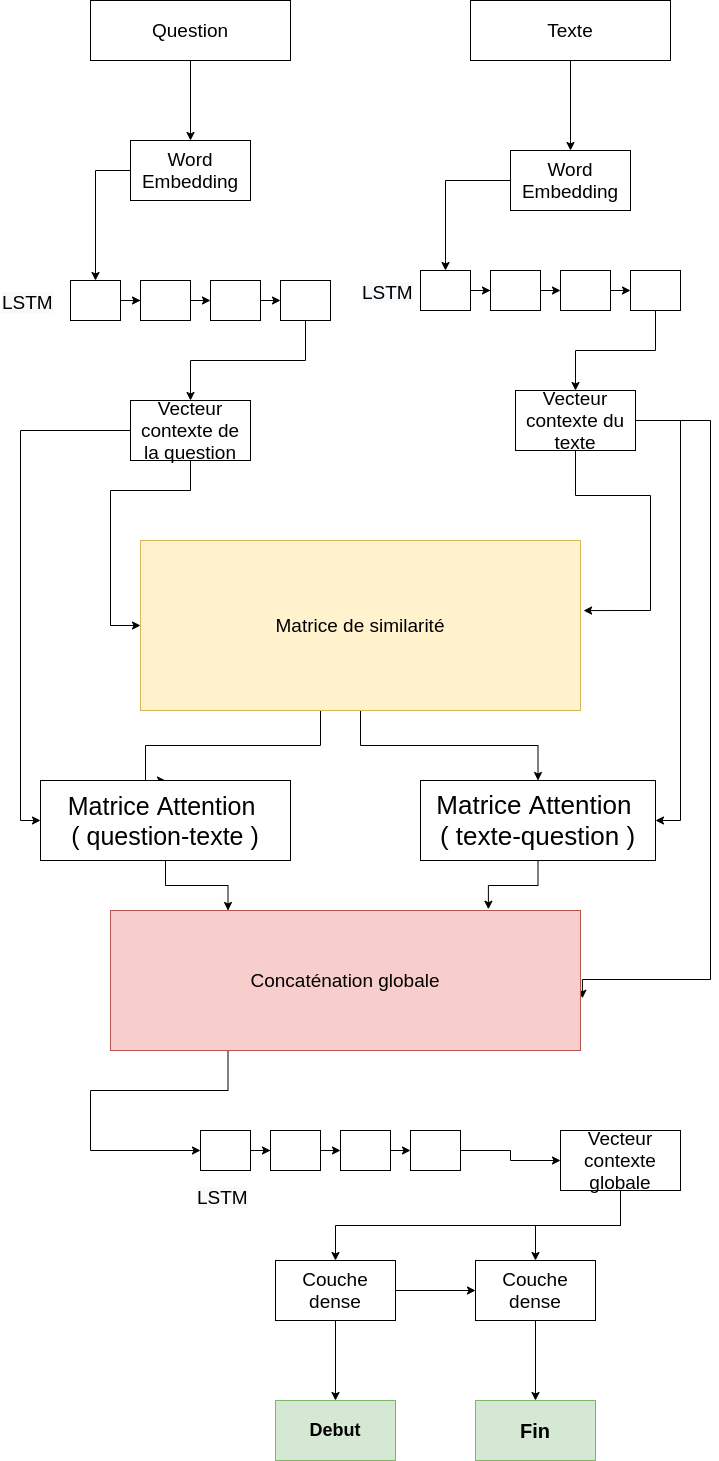 Question
Texte
Word
Embedding
Word
Embedding
LSTM
LSTM
Vecteur
contexte de
la question
Vecteur
contexte du
texte
Matrice de similarité
Matrice Attention
( question-texte )
Matrice Attention
( texte-question )
Concaténation globale
LSTM
Vecteur
contexte
globale
Couche
dense
Couche
dense
Debut
Fin